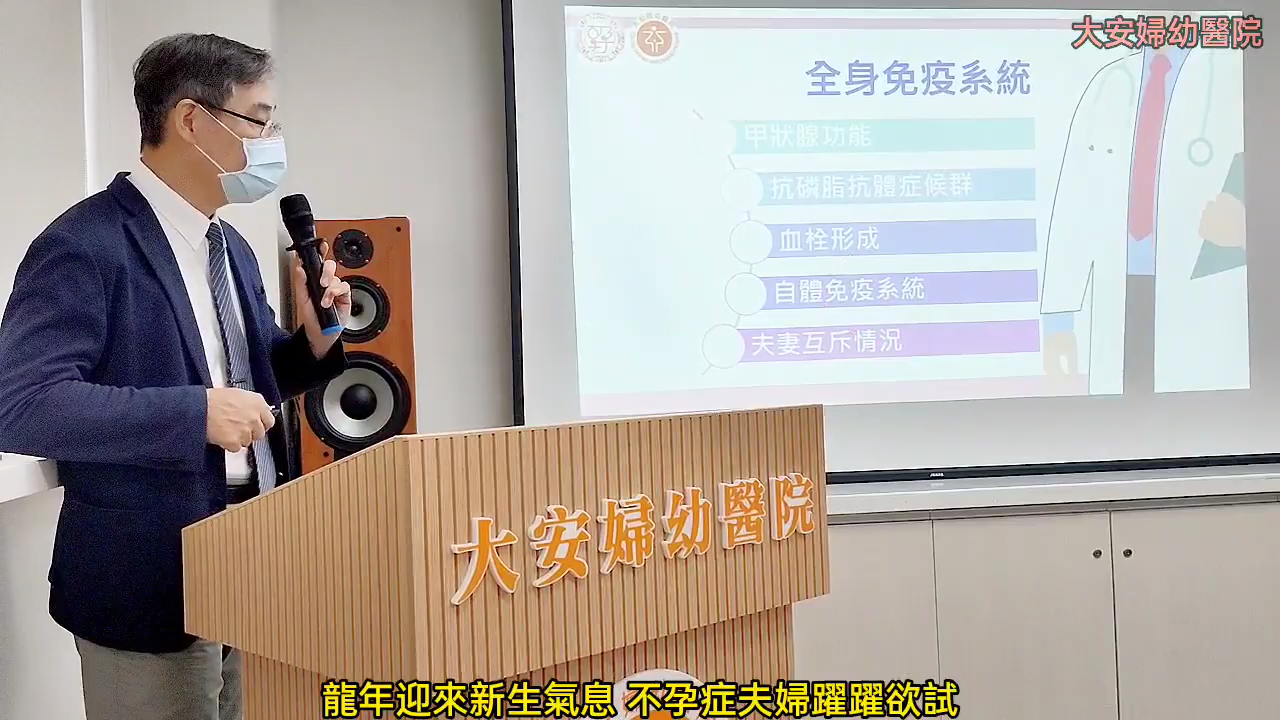 大安婦幼醫院
全身免疫系統
甲狀腺功能
抗磷脂抗體症候群
血栓形成
自體免疫系統
夫妻互斥情況
大安婦幼醫院
龍年迎來新生氣息 不孕症夫婦躍躍欲試